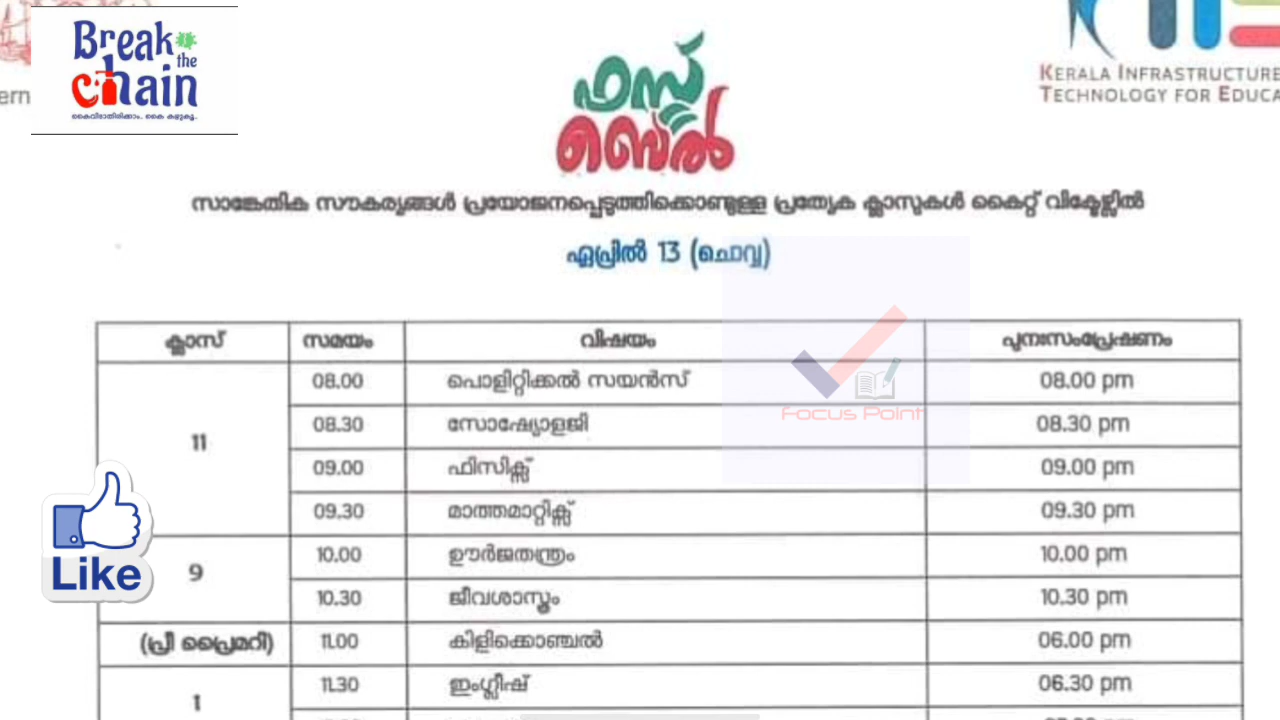 Break
the
chain
കൈവിടാതിരിക്കാം. കൈ കഴുകൂ..
ern
ഫസ്റ്റ്
ബെൽ
KERALA INFRASTRUCTURE
TECHNOLOGY FOR EDUCA
സാങ്കേതിക സൗകര്യങ്ങൾ പ്രയോജനപ്പെടുത്തിക്കൊണ്ടുള്ള പ്രത്യേക ക്ലാസുകൾ കൈറ്റ് വിക്ടേഴ്സിൽ
ഏപ്രിൽ 13 (ചൊവ്വ)
ക്ലാസ് സമയം വിഷയം പുനഃസംപ്രേഷണം
11 08.00 പൊളിറ്റിക്കൽ സയൻസ് 08.00 pm
08.30 സോഷ്യോളജി 08.30 pm
09.00 ഫിസിക്സ് 09.00 pm
09.30 മാത്തമാറ്റിക്സ് 09.30 pm
9 10.00 ഊർജതന്ത്രം 10.00 pm
10.30 ജീവശാസ്ത്രം 10.30 pm
(പ്രീ പ്രൈമറി) 11.00 കിളിക്കൊഞ്ചൽ 06.00 pm
1 11.30 ഇംഗ്ലീഷ് 06.30 pm
Focus Point
Like